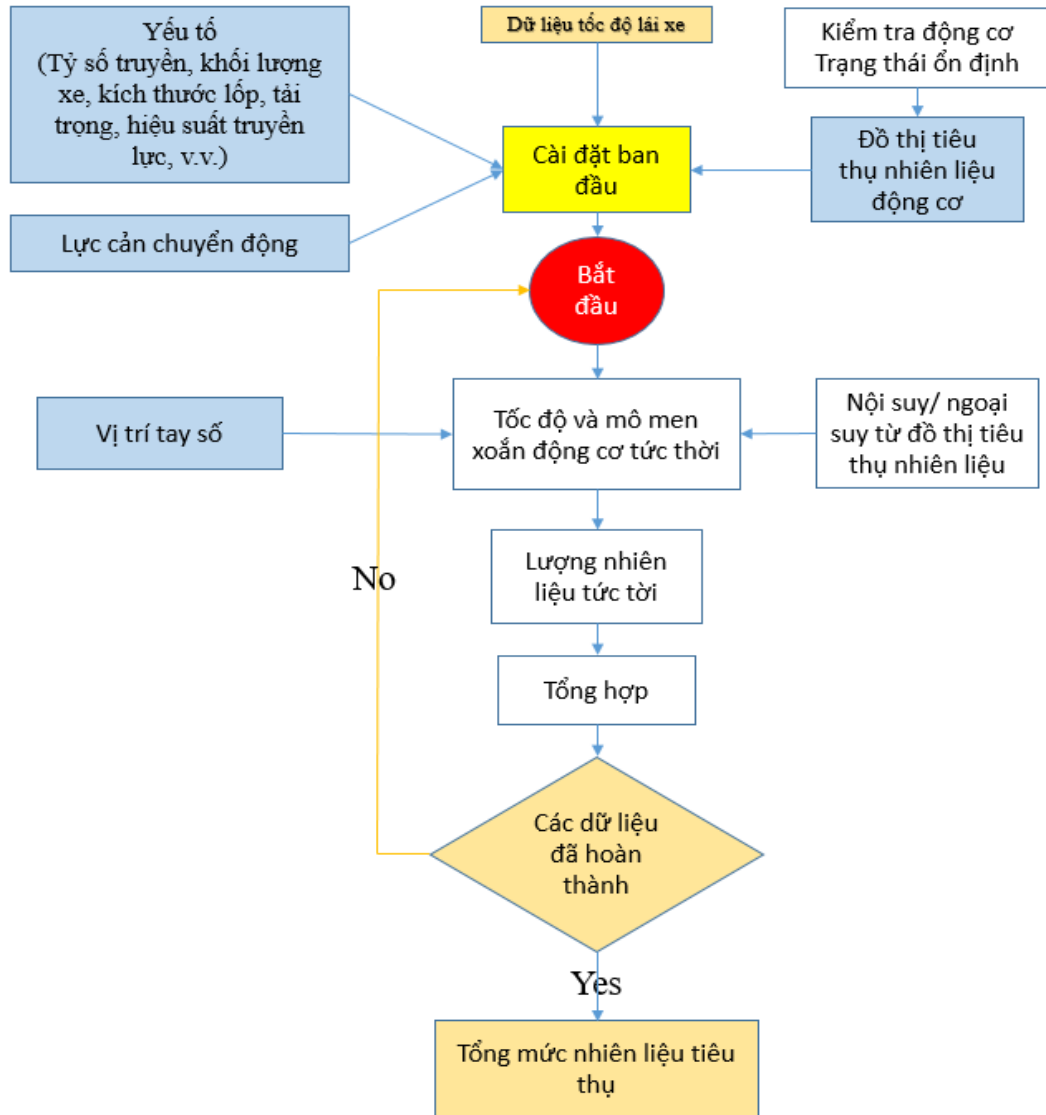 Yếu tố
(Tỷ số truyền, khối lượng
xe, kích thước lốp, tải
trọng, hiệu suất truyền
lực, v.v.)
Dữ liệu tốc độ lái xe
Kiểm tra động cơ
Trạng thái ổn định
Cài đặt ban
đầu
Đồ thị tiêu
thụ nhiên liệu
động cơ
Lực cản chuyển động
Bắt
đầu
Vị trí tay số
Tốc độ và mô men
xoắn động cơ tức thời
Nội suy/ ngoại
suy từ đồ thị tiêu
thụ nhiên liệu
Lượng nhiên
liệu tức tời
No
Tổng hợp
Các dữ liệu
đã hoàn
thành
Yes
Tổng mức nhiên liệu tiêu
thụ